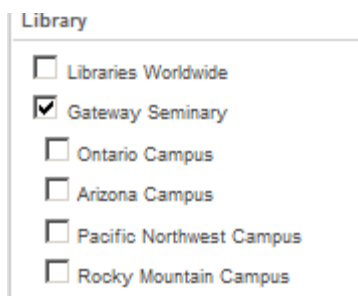 Library
Libraries Worldwide
Gateway Seminary
Ontario Campus
Arizona Campus
Pacific Northwest Campus
Rocky Mountain Campus